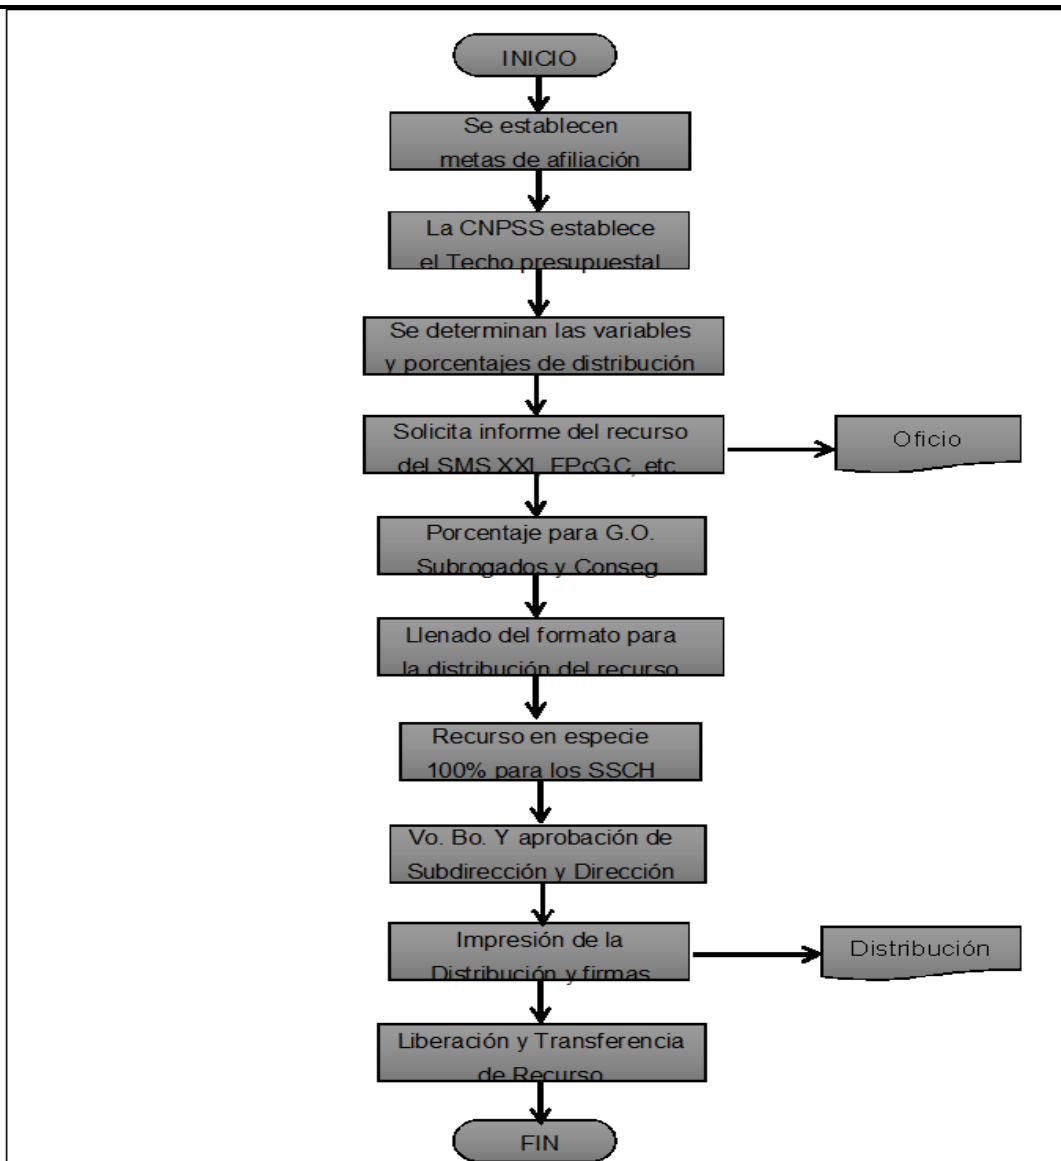 INICIO
Se establecen
metas de afiliación
La CNPSS establece
el Techo presupuestal
Se determinan las variables
y porcentajes de distribución
Solicita informe del recurso
del SMS XXI, FPcGC, etc
Oficio
Porcentaje para G.O.
Subrogados y Conseg
Llenado del formato para
la distribución del recurso
Recurso en especie
100% para los SSCH
Vo. Bo. Y aprobación de
Subdirección y Dirección
Impresión de la
Distribución y firmas
Distribución
Liberación y Transferencia
de Recurso
FIN